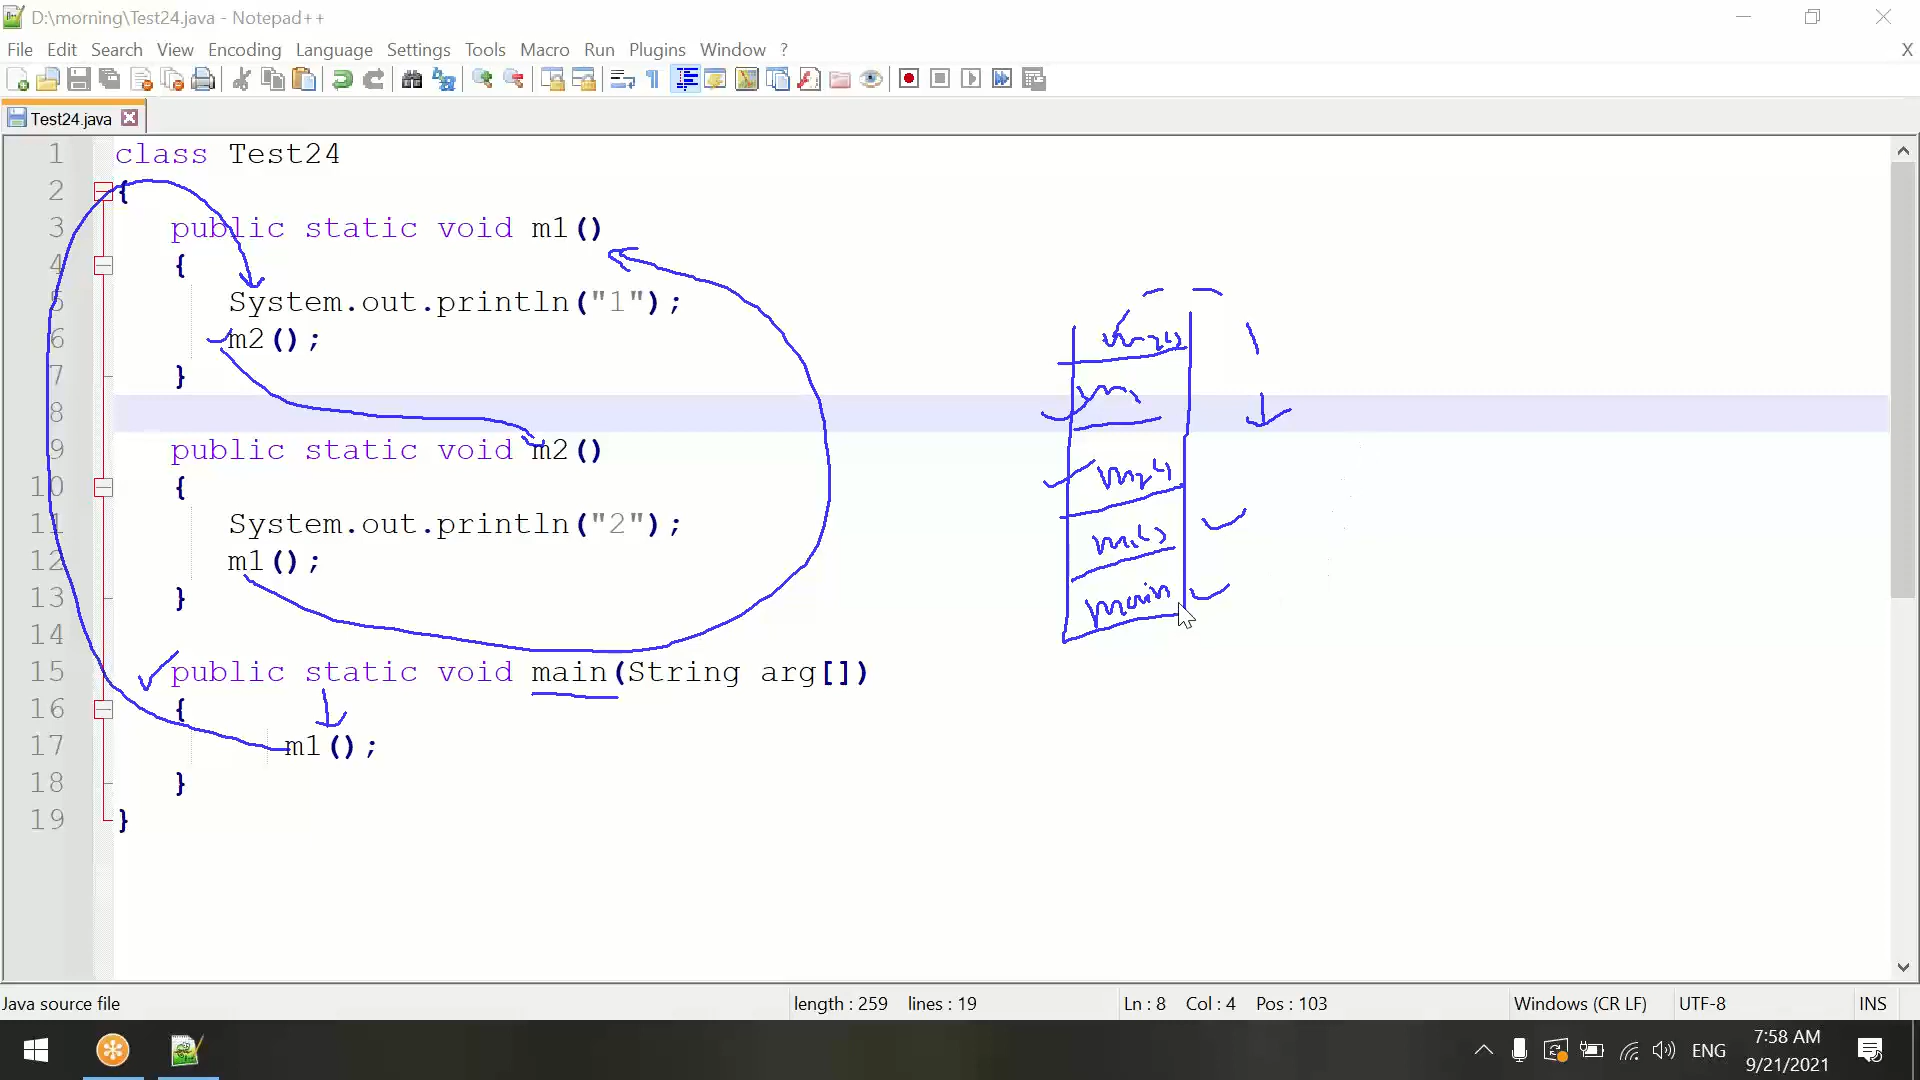 D:\morning\Test24.java - Notepad++
File Edit Search View Encoding Language Settings Tools Macro Run Plugins Window ? X
Test24.java
1 class Test24
2 {
3 public static void m1()
4 {
5 System.out.println("1");
6 m2();
7 }
8
9 public static void m2()
10 {
11 System.out.println("2");
12 m1();
13 }
14
15 public static void main(String arg[])
16 {
17 m1();
18 }
19 }
m2()
m2()
m1()
main
Java source file length : 259 lines : 19 Ln : 8 Col : 4 Pos : 103 Windows (CR LF) UTF-8 INS
ENG 7:58 AM
9/21/2021